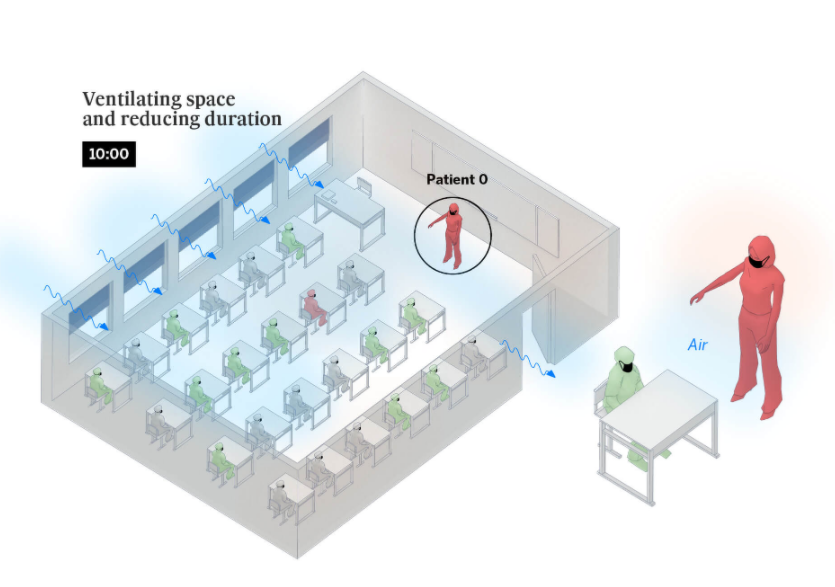 Ventilating space
and reducing duration
10:00
Patient 0
Air